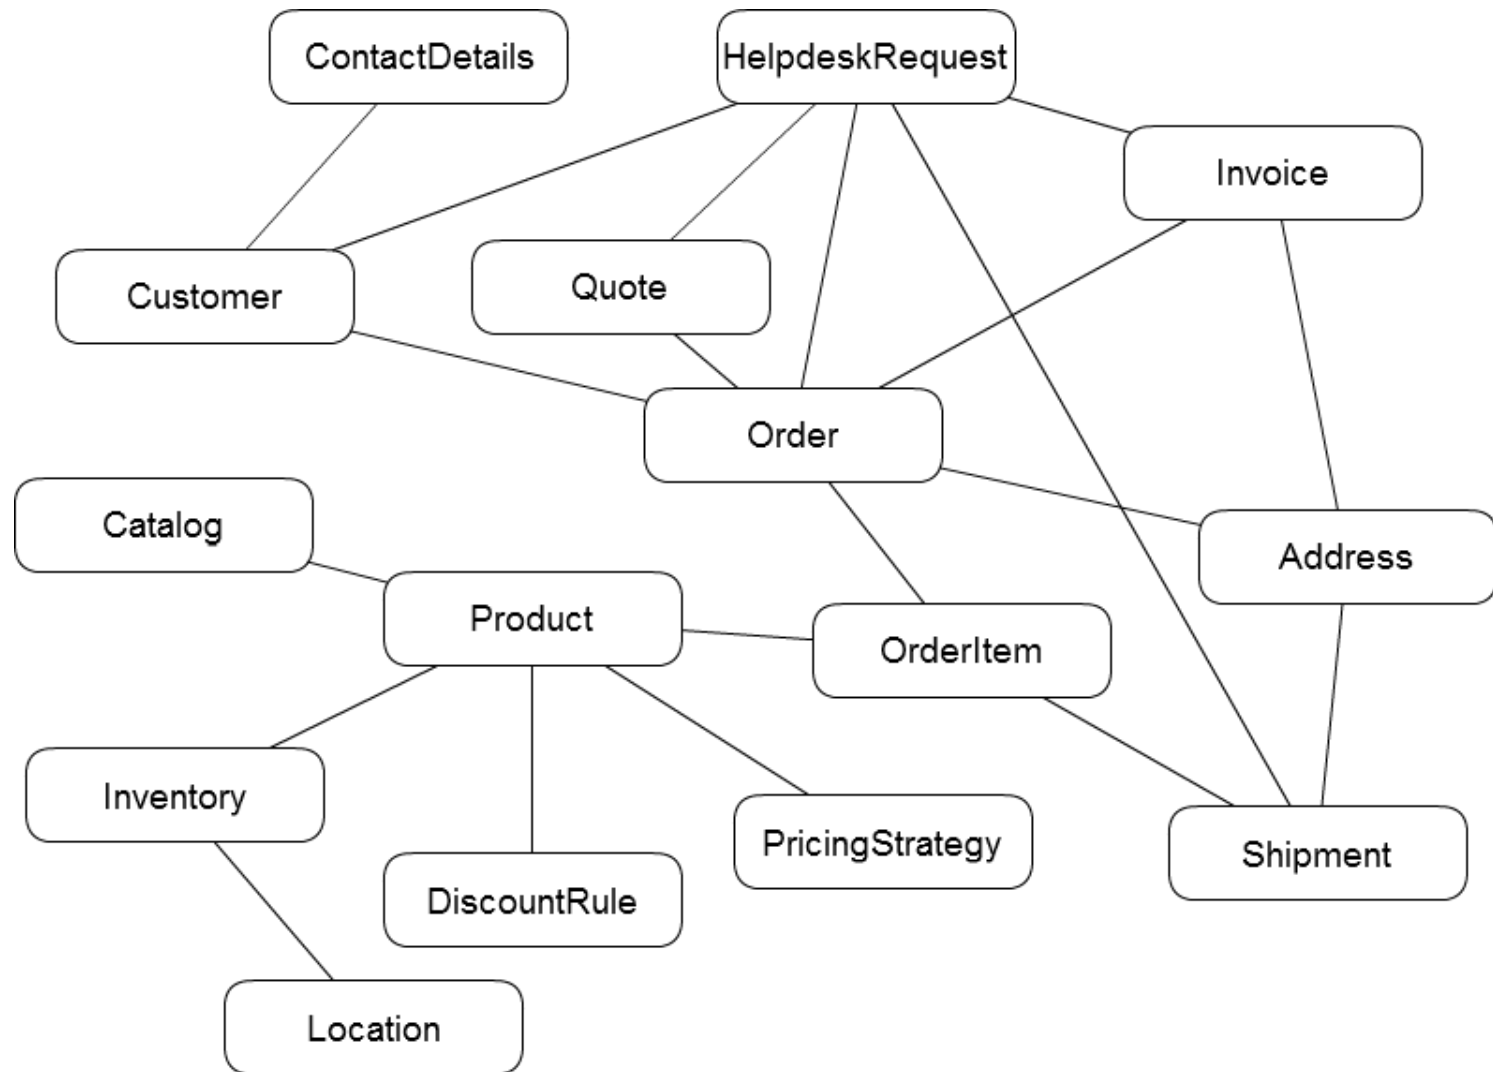 ContactDetails
HelpdeskRequest
Invoice
Customer
Quote
Order
Catalog
Address
Product
OrderItem
Inventory
PricingStrategy
Shipment
DiscountRule
Location